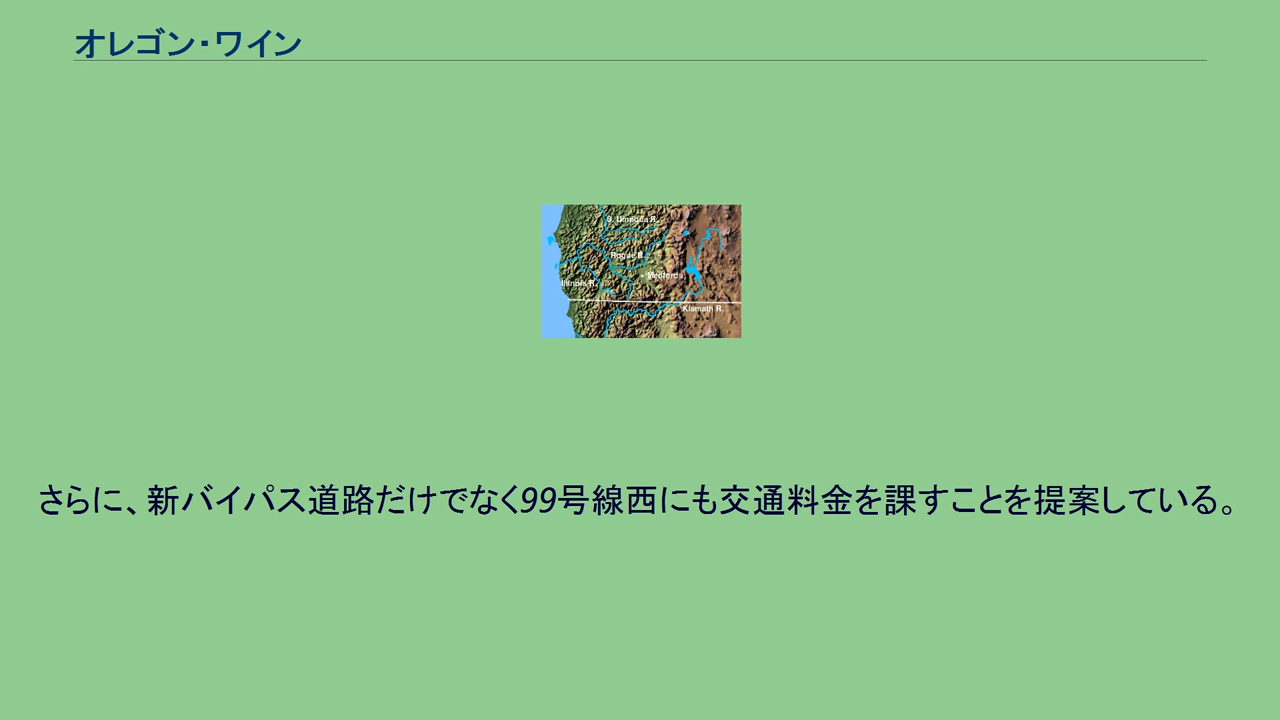 オレゴン・ワイン
S. Umpqua R.
Rogue R.
Medford
Illinois R.
Klamath R.
さらに、新バイパス道路だけでなく99号線西にも交通料金を課すことを提案している。